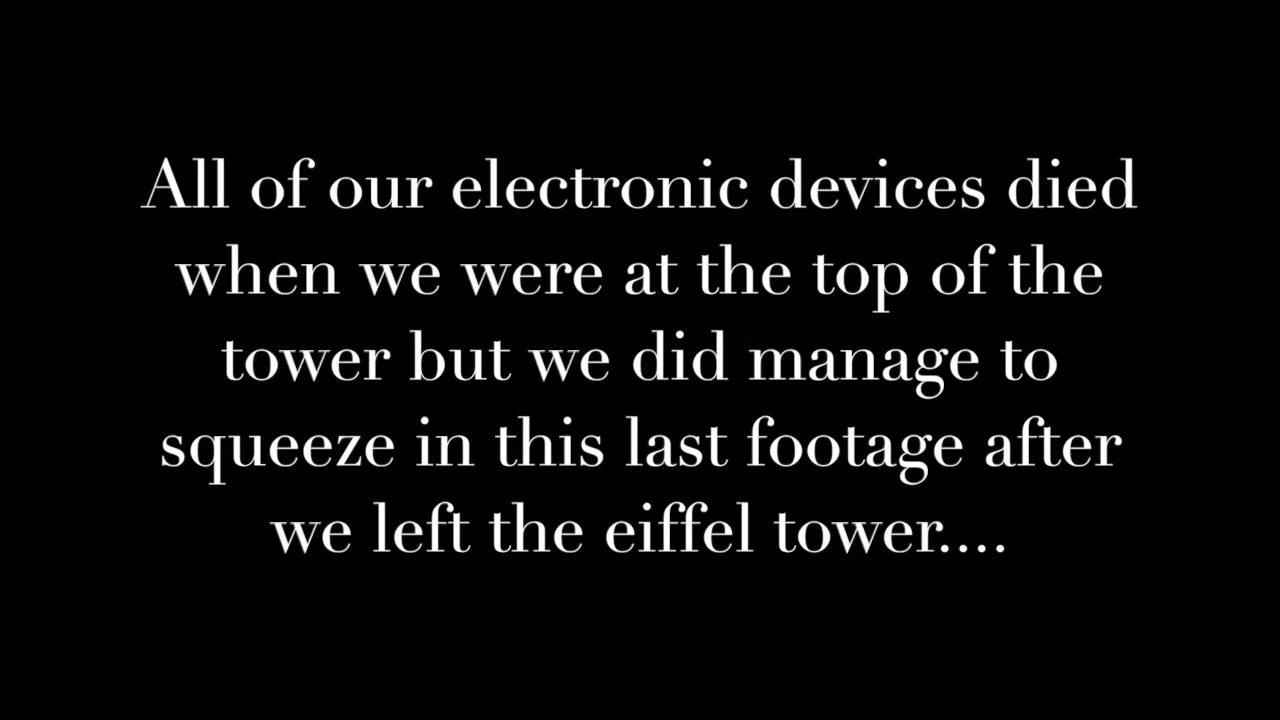 All of our electronic devices died
when we were at the top of the
tower but we did manage to
squeeze in this last footage after
we left the eiffel tower....